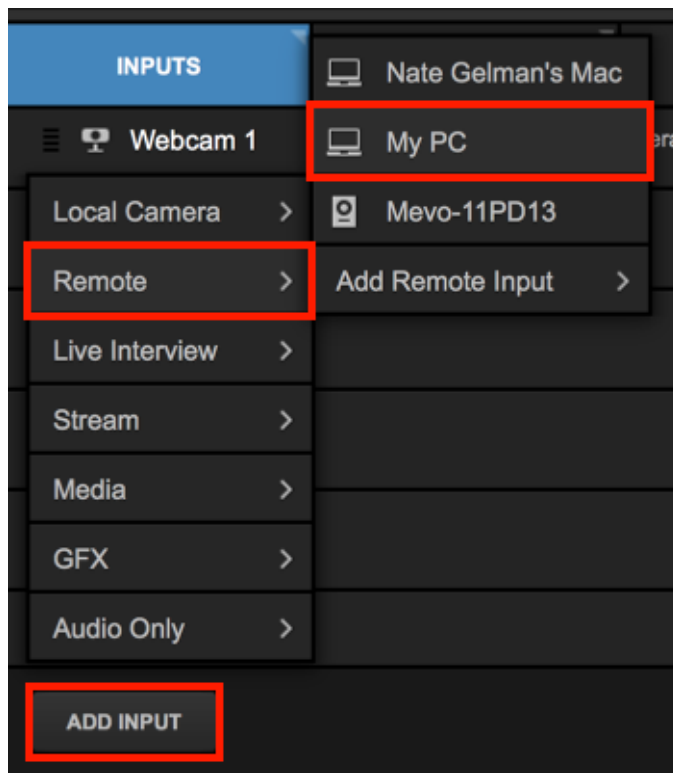 INPUTS
Webcam 1
Local Camera
Remote
Live Interview
Stream
Media
GFX
Audio Only
ADD INPUT
Nate Gelman's Mac
My PC
Mevo-11PD13
Add Remote Input